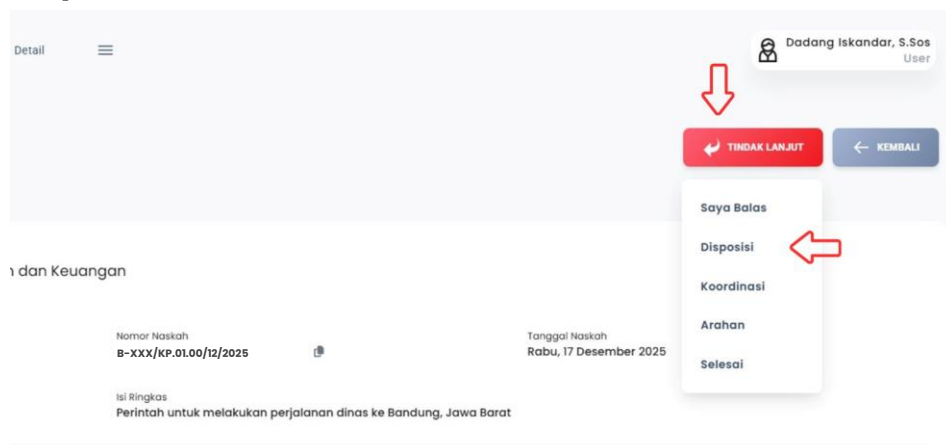 Detail
Dadang Iskandar, S.Sos
User
TINDAK LANJUT
KEMBALI
Saya Balas
Disposisi
Koordinasi
Arahan
Selesai
n dan Keuangan
Nomor Naskah
B-XXX/KP.01.00/12/2025
Tanggal Naskah
Rabu, 17 Desember 2025
Isi Ringkas
Perintah untuk melakukan perjalanan dinas ke Bandung, Jawa Barat